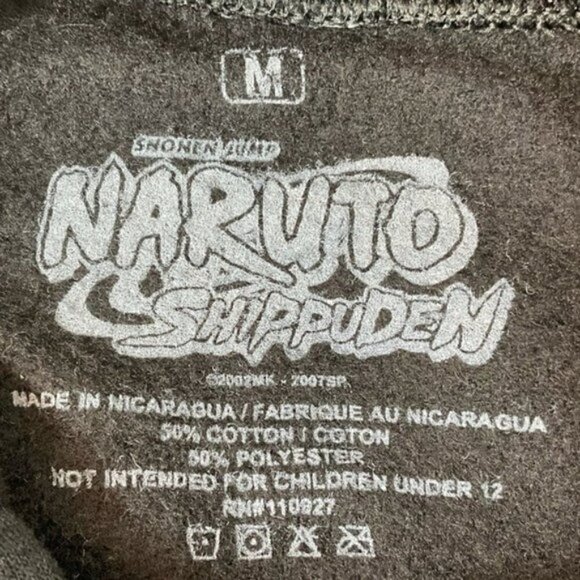 M
SHONEN JUMP
NARUTO
SHIPPUDEN
©2002MK - 2007SP.
MADE IN NICARAGUA / FABRIQUE AU NICARAGUA
50% COTTON / COTON
50% POLYESTER
NOT INTENDED FOR CHILDREN UNDER 12
RN#110927